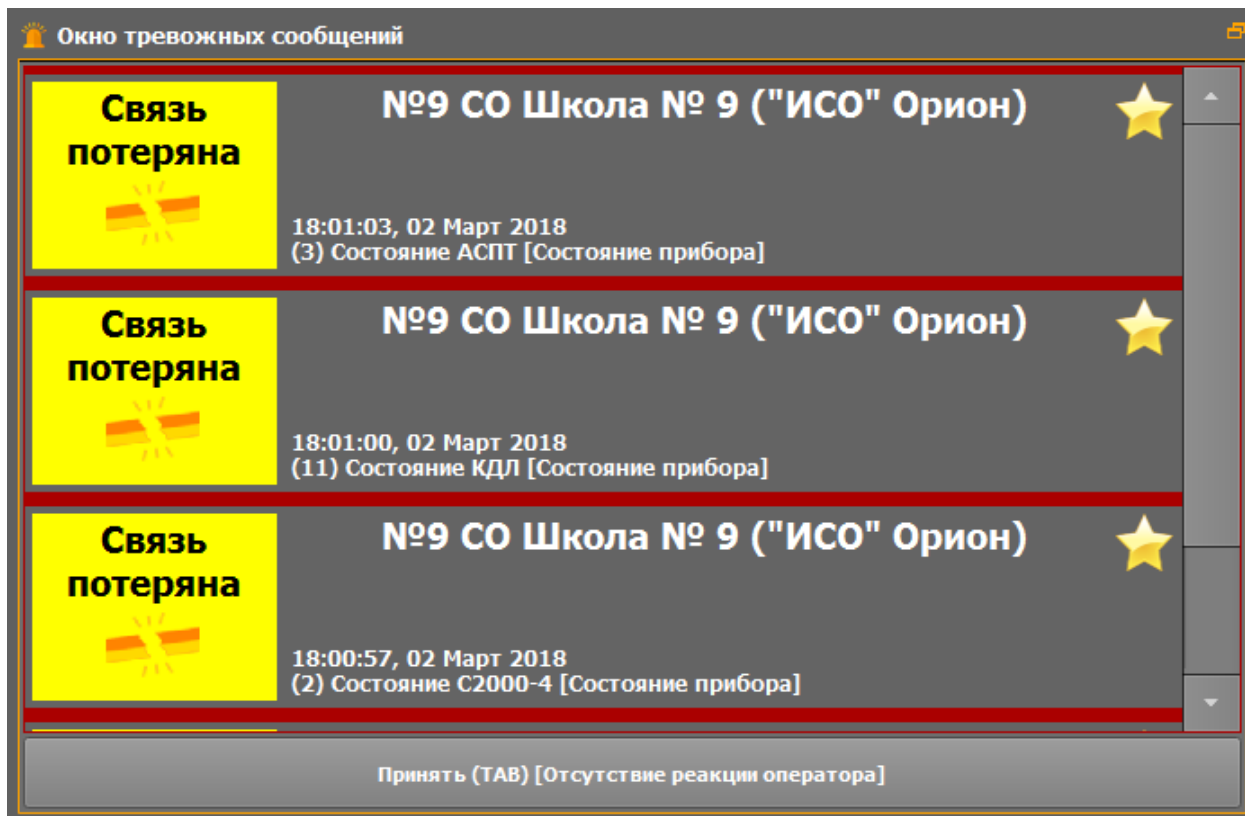 Окно тревожных сообщений
Связь
потеряна
№9 СО Школа № 9 ("ИСО" Орион)
18:01:03, 02 Март 2018
(3) Состояние АСПТ [Состояние прибора]
Связь
потеряна
№9 СО Школа № 9 ("ИСО" Орион)
18:01:00, 02 Март 2018
(11) Состояние КДЛ [Состояние прибора]
Связь
потеряна
№9 СО Школа № 9 ("ИСО" Орион)
18:00:57, 02 Март 2018
(2) Состояние С2000-4 [Состояние прибора]
Принять (TAB) [Отсутствие реакции оператора]